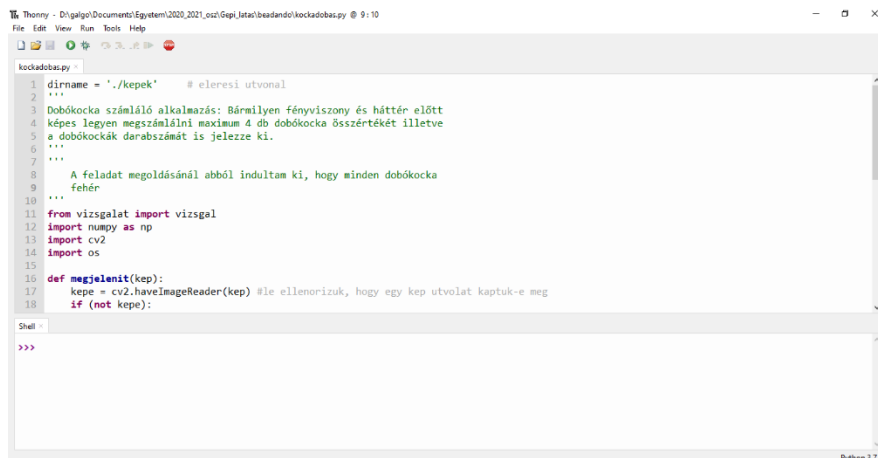 Thonny - D:\galgo\Documents\Egyetem\2020_2021_osz\Gepi_latas\beadando\kockadobas.py @ 9:10
File Edit View Run Tools Help
kockadobas.py ×
1 dirname = './kepek' # eleresi utvonal
2 '''
3 Dobókocka számláló alkalmazás: Bármilyen fényviszony és háttér előtt
4 képes legyen megszámlálni maximum 4 db dobókocka összértékét illetve
5 a dobókockák darabszámát is jelezze ki.
6 '''
7 '''
8 A feladat megoldásánál abból indultam ki, hogy minden dobókocka
9 fehér
10 '''
11 from vizsgalat import vizsgal
12 import numpy as np
13 import cv2
14 import os
15
16 def megjelenit(kep):
17 kepe = cv2.haveImageReader(kep) #le ellenorizuk, hogy egy kep utvolat kaptuk-e meg
18 if (not kepe):
Shell ×
>>>
Python 3.7